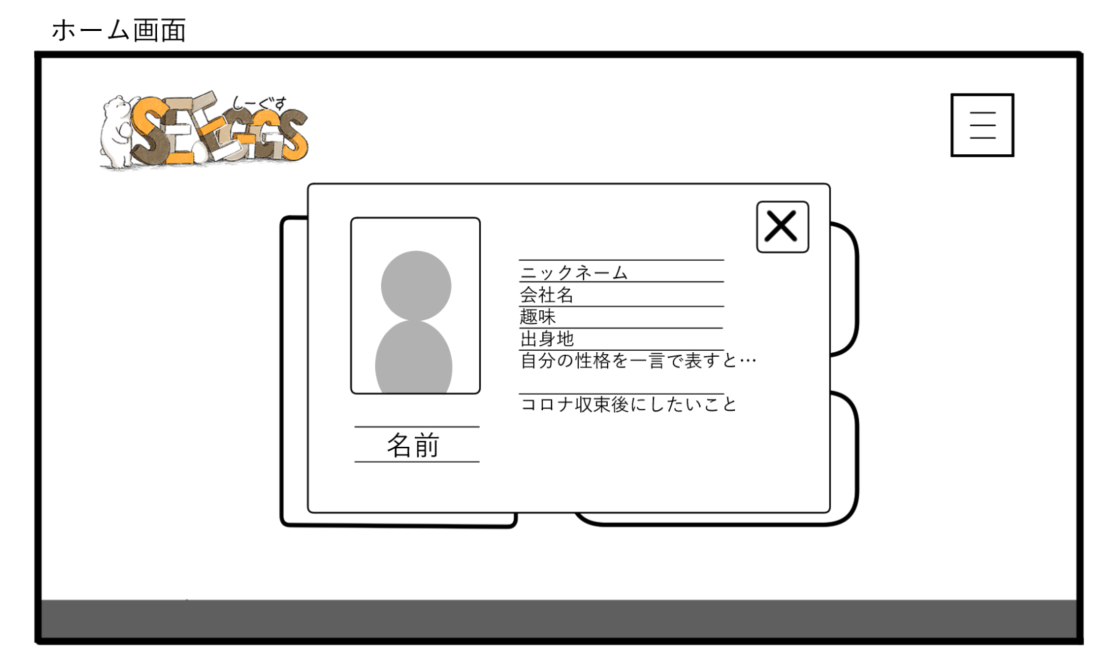 ホーム画面
しーぐす
SEEEGGS
ニックネーム
会社名
趣味
出身地
自分の性格を一言で表すと…
コロナ収束後にしたいこと
名前